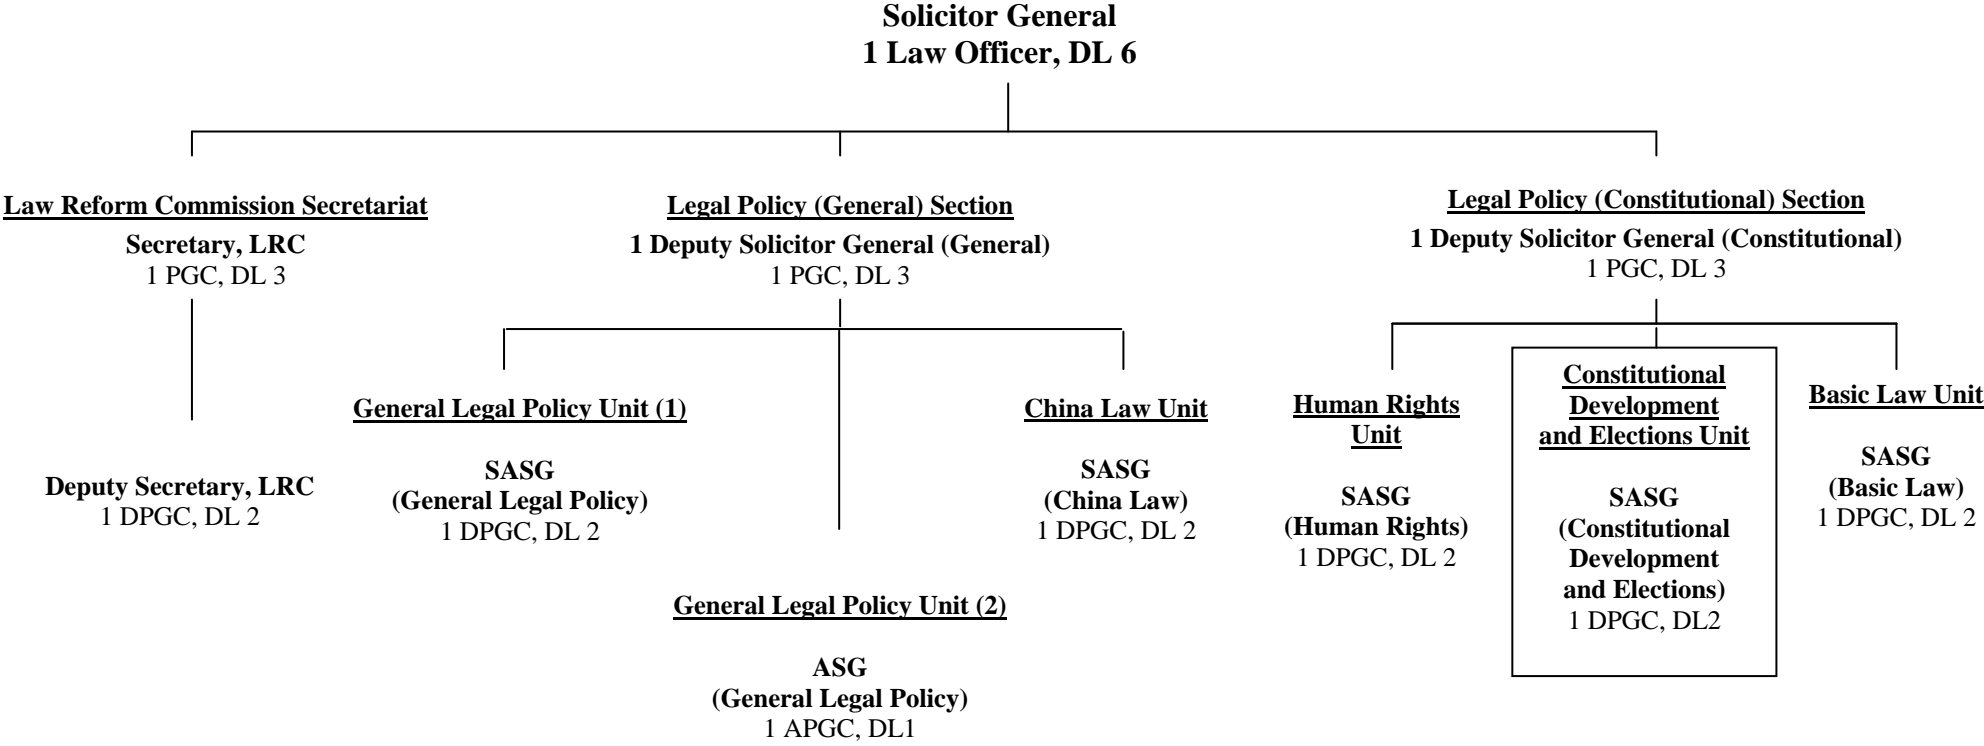 Solicitor General
1 Law Officer, DL 6
Law Reform Commission Secretariat
Secretary, LRC
1 PGC, DL 3
Legal Policy (General) Section
1 Deputy Solicitor General (General)
1 PGC, DL 3
Legal Policy (Constitutional) Section
1 Deputy Solicitor General (Constitutional)
1 PGC, DL 3
Deputy Secretary, LRC
1 DPGC, DL 2
General Legal Policy Unit (1)
SASG
(General Legal Policy)
1 DPGC, DL 2
General Legal Policy Unit (2)
ASG
(General Legal Policy)
1 APGC, DL1
China Law Unit
SASG
(China Law)
1 DPGC, DL 2
Human Rights
Unit
SASG
(Human Rights)
1 DPGC, DL 2
Constitutional
Development
and Elections Unit
SASG
(Constitutional
Development
and Elections)
1 DPGC, DL2
Basic Law Unit
SASG
(Basic Law)
1 DPGC, DL 2